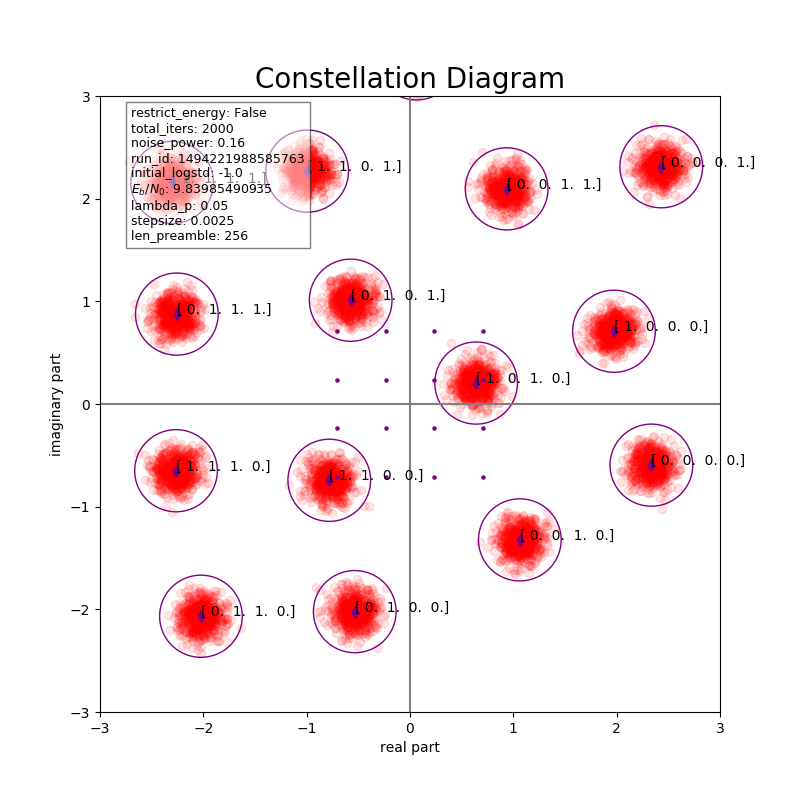 Constellation Diagram
restrict_energy: False
total_iters: 2000
noise_power: 0.16
run_id: 1494221988585763
initial_logstd: -1.0
E_b/N_0: 9.83985490935
lambda_p: 0.05
stepsize: 0.0025
len_preamble: 256
1. 1. 0. 1.]
[ 0. 0. 1. 1.]
[ 0. 0. 0. 1.]
[ 0. 1. 1. 1.]
[ 0. 1. 0. 1.]
[ 1. 0. 0. 0.]
[ 1. 0. 1. 0.]
[ 1. 1. 1. 0.]
[ 1. 1. 0. 0.]
[ 0. 0. 0. 0.]
[ 0. 0. 1. 0.]
[ 0. 1. 1. 0.]
[ 0. 1. 0. 0.]
3
2
1
0
−1
−2
−3
imaginary part
−3 −2 −1 0 1 2 3
real part